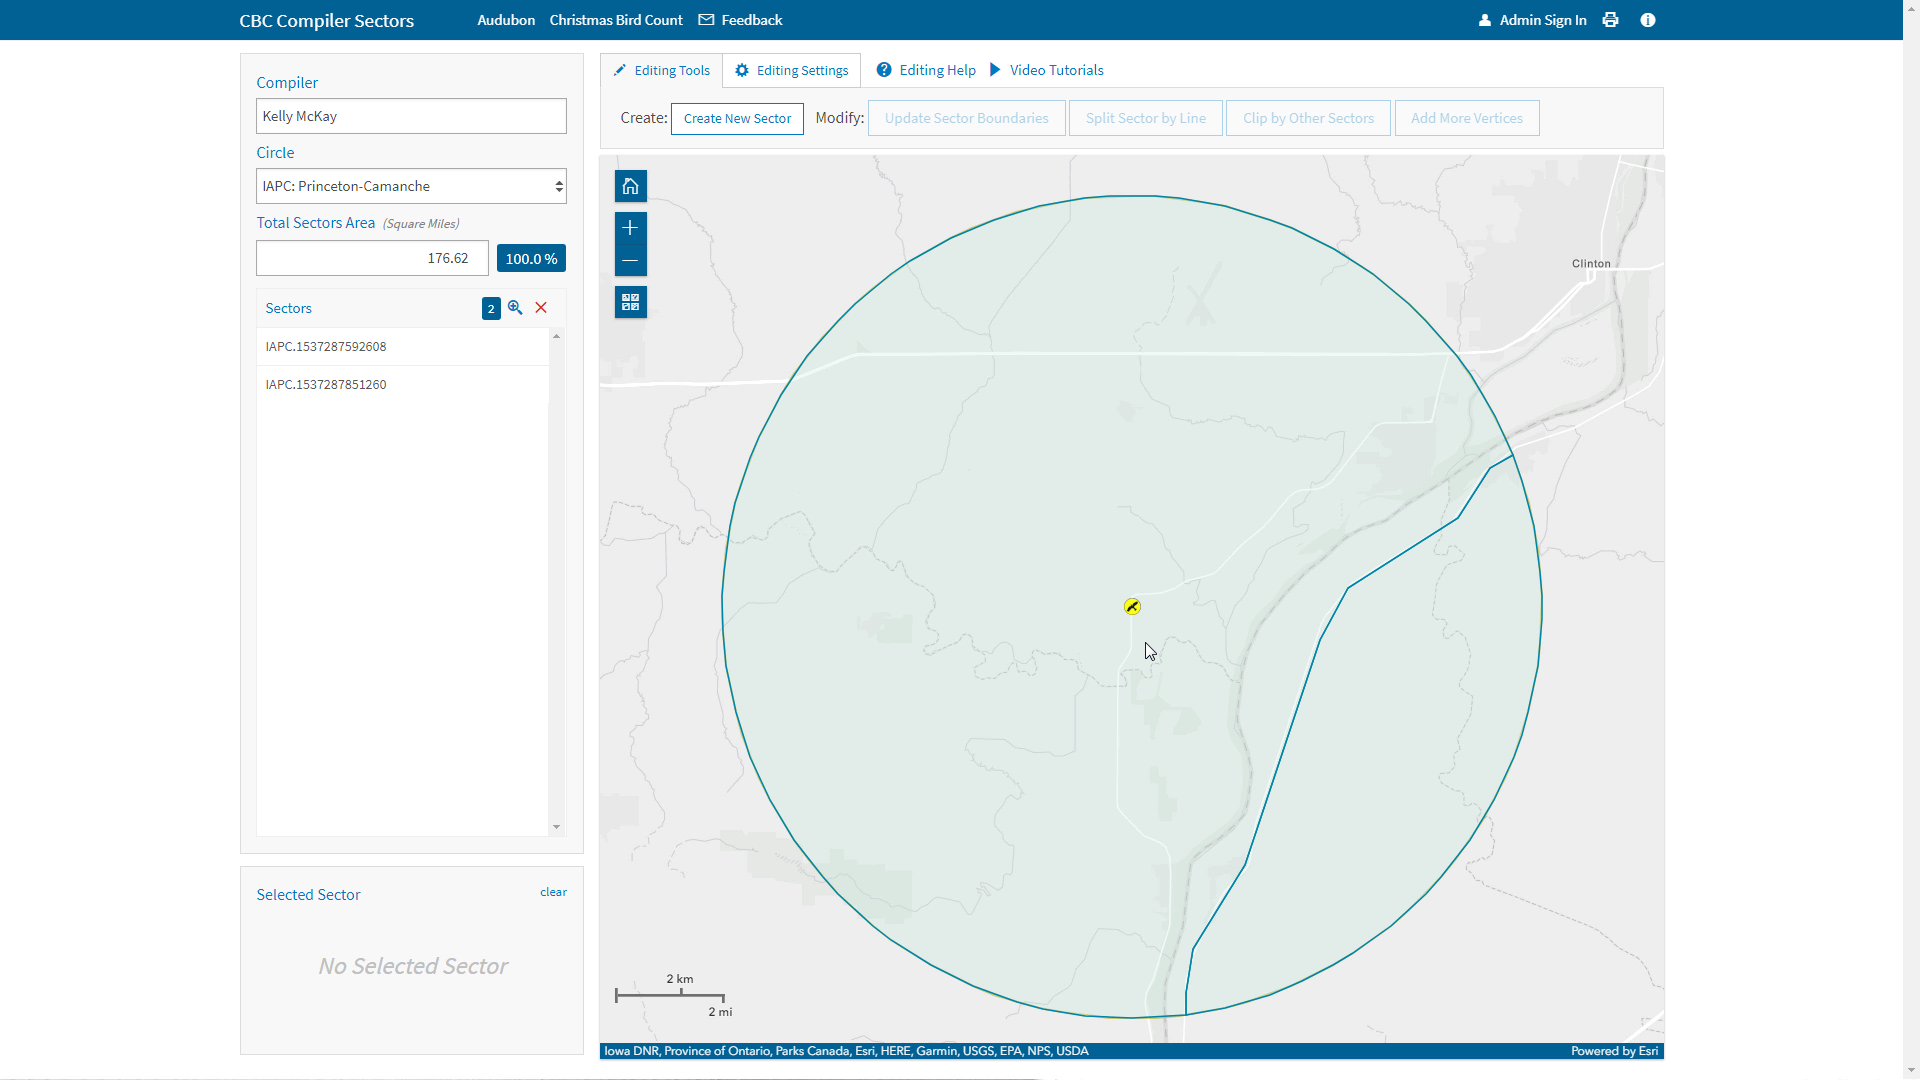 CBC Compiler Sectors Audubon Christmas Bird Count Feedback Admin Sign In
Compiler
Kelly McKay
Circle
IAPC: Princeton-Camanche
Total Sectors Area (Square Miles)
176.62 100.0 %
Sectors 2
IAPC.1537287592608
IAPC.1537287851260
Selected Sector clear
No Selected Sector
Editing Tools Editing Settings Editing Help Video Tutorials
Create: Create New Sector Modify: Update Sector Boundaries Split Sector by Line Clip by Other Sectors Add More Vertices
Clinton
2 km
2 mi
Iowa DNR, Province of Ontario, Parks Canada, Esri, HERE, Garmin, USGS, EPA, NPS, USDA Powered by Esri